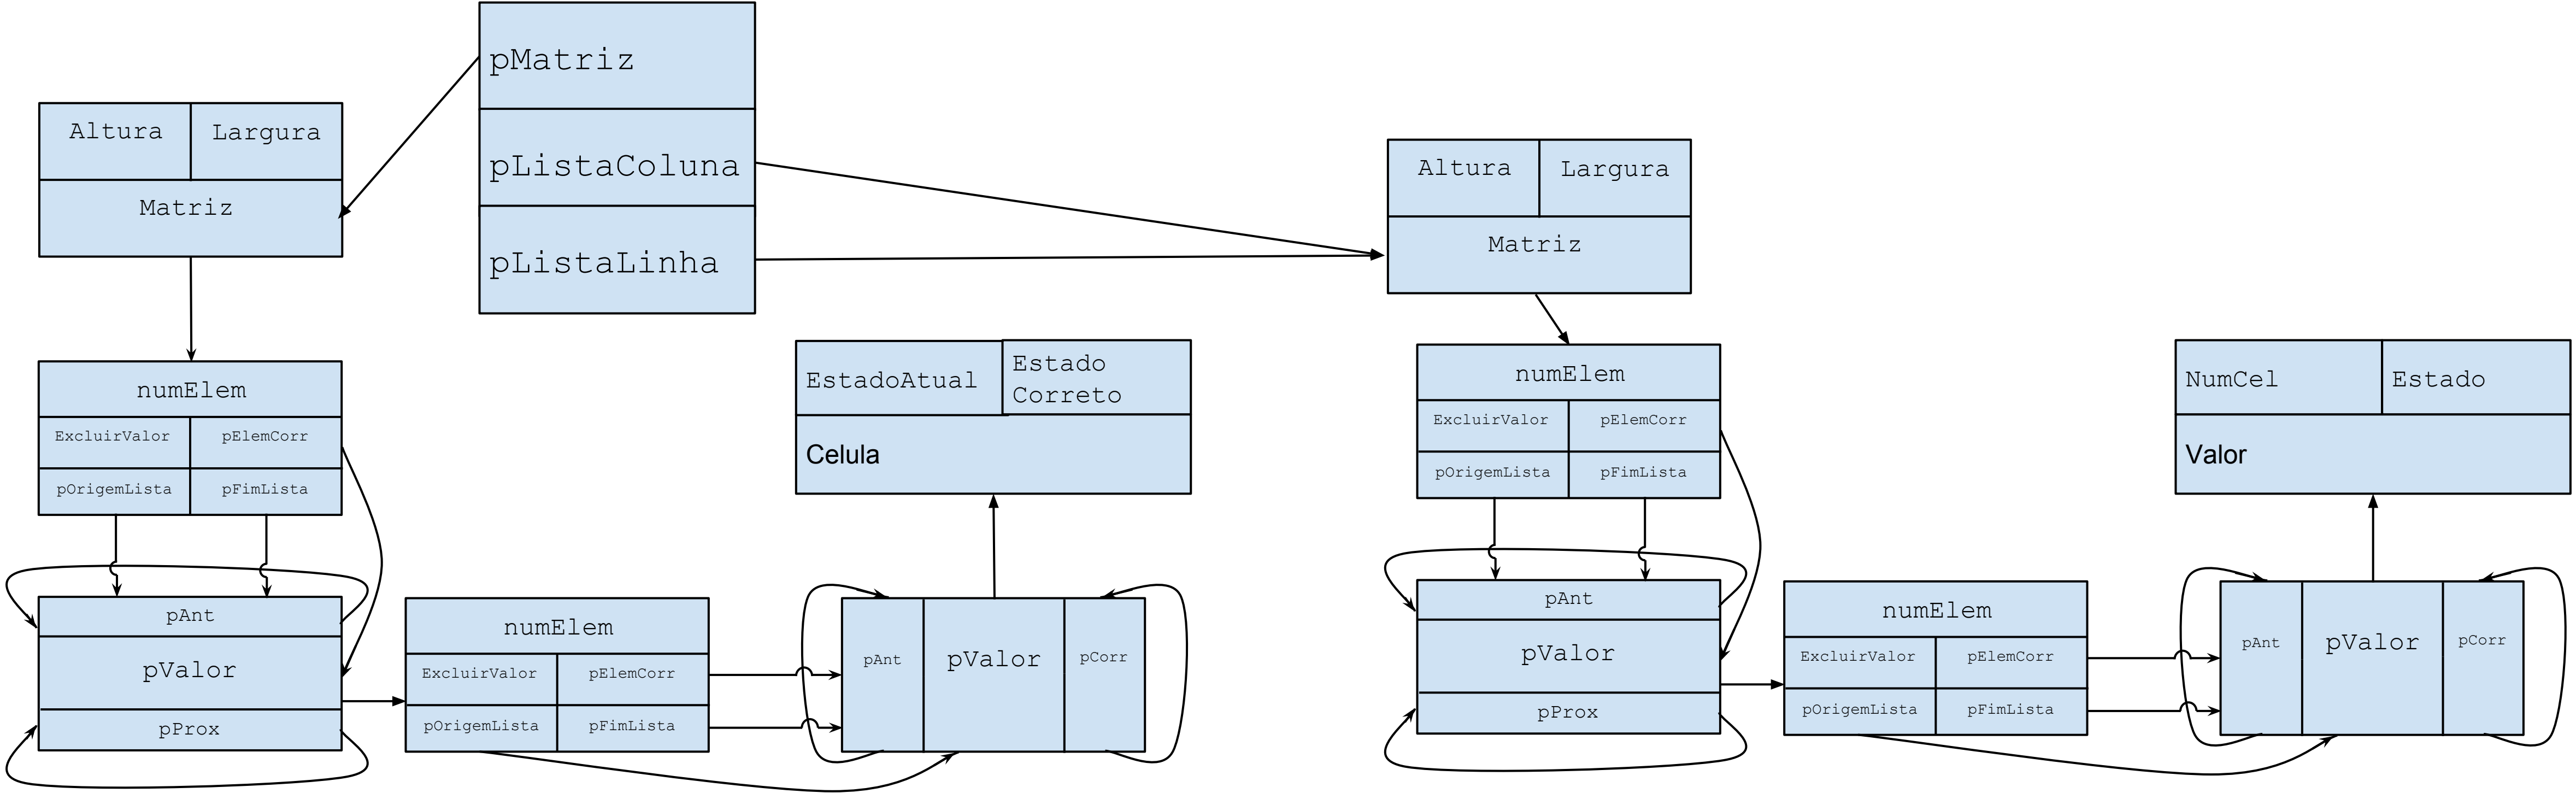 pMatriz
pListaColuna
pListaLinha
Altura Largura
Matriz
numElem
ExcluirValor pElemCorr
pOrigemLista pFimLista
pAnt
pValor
pProx
numElem
ExcluirValor pElemCorr
pOrigemLista pFimLista
EstadoAtual
Estado
Correto
Celula
pAnt pValor pCorr
Altura Largura
Matriz
numElem
ExcluirValor pElemCorr
pOrigemLista pFimLista
pAnt
pValor
pProx
numElem
ExcluirValor pElemCorr
pOrigemLista pFimLista
NumCel Estado
Valor
pAnt pValor pCorr